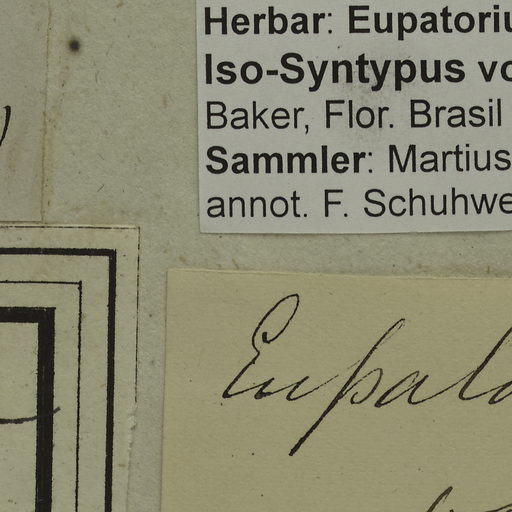 Herbar: Eupatoriu
Iso-Syntypus vo
Baker, Flor. Brasil
Sammler: Martius
annot. F. Schuhwe
Eupato